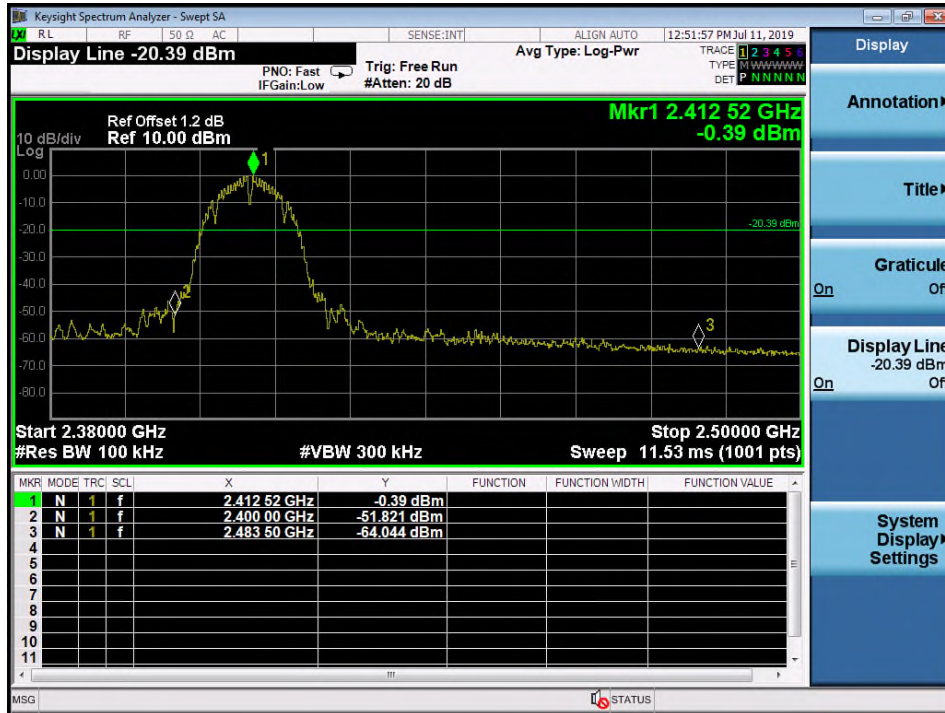 Keysight Spectrum Analyzer - Swept SA
LXI RL RF 50 Ω AC SENSE:INT ALIGN AUTO 12:51:57 PM Jul 11, 2019
Display Line -20.39 dBm
PNO: Fast
IFGain:Low
Trig: Free Run
#Atten: 20 dB
Avg Type: Log-Pwr
TRACE 1 2 3 4 5 6
TYPE M WWWWW
DET P N N N N N
Ref Offset 1.2 dB
Ref 10.00 dBm
Mkr1 2.412 52 GHz
-0.39 dBm
10 dB/div
Log
0.00
-10.0
-20.0
-30.0
-40.0
-50.0
-60.0
-70.0
-80.0
1
-20.39 dBm
2
3
Start 2.38000 GHz
Stop 2.50000 GHz
#Res BW 100 kHz
#VBW 300 kHz
Sweep 11.53 ms (1001 pts)
MKR MODE TRC SCL X Y FUNCTION FUNCTION WIDTH FUNCTION VALUE
1 N 1 f 2.412 52 GHz -0.39 dBm
2 N 1 f 2.400 00 GHz -51.821 dBm
3 N 1 f 2.483 50 GHz -64.044 dBm
4
5
6
7
8
9
10
11
MSG
STATUS
Display
Annotation
Title
Graticule
On Off
Display Line
-20.39 dBm
On Off
System
Display
Settings